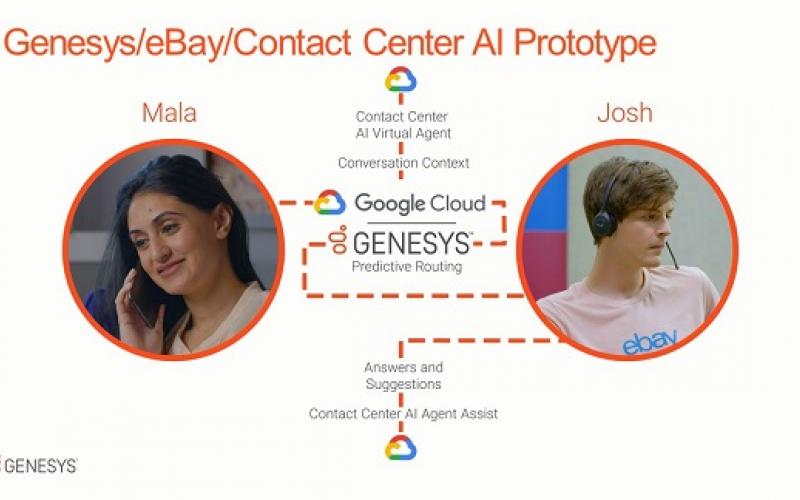 Genesys/eBay/Contact Center AI Prototype
Mala
Josh
Contact Center
AI Virtual Agent
Conversation Context
Google Cloud
GENESYS™
Predictive Routing
ebay
Answers and
Suggestions
Contact Center AI Agent Assist
GENESYS